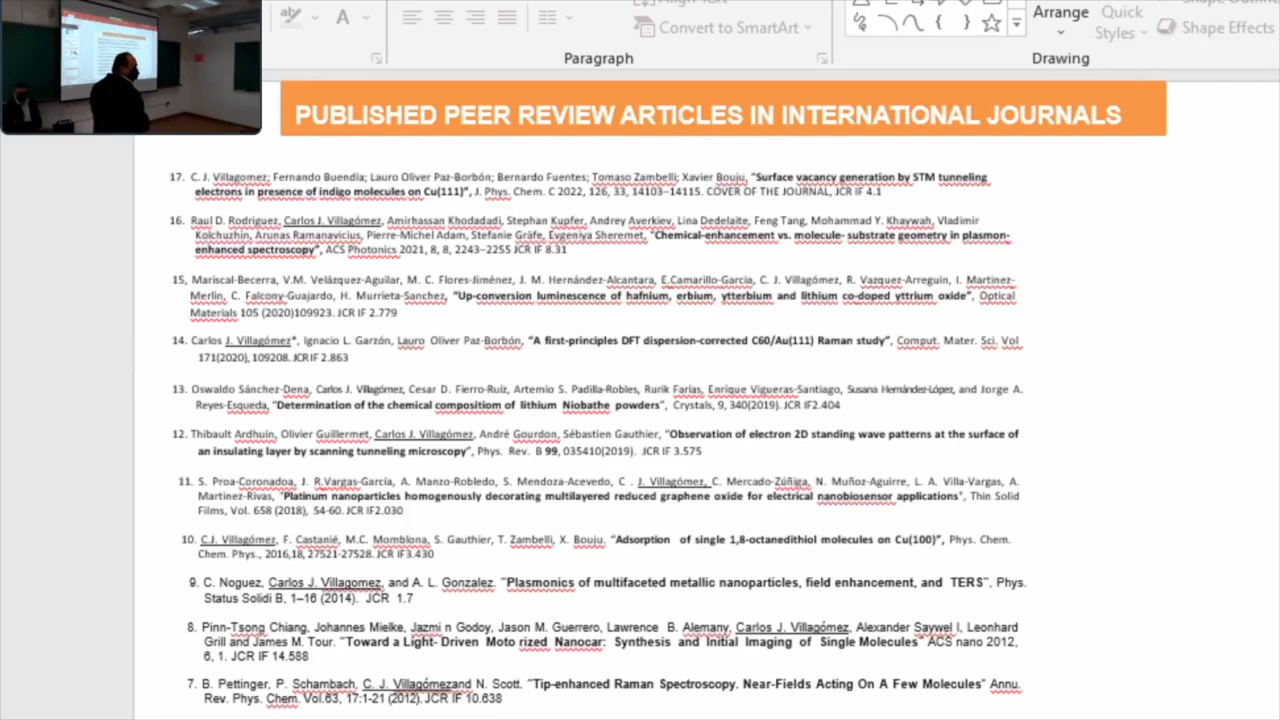 Convert to SmartArt
Arrange
Quick
Styles
Shape Effects
Paragraph
Drawing
PUBLISHED PEER REVIEW ARTICLES IN INTERNATIONAL JOURNALS
17. C. J. Villagomez; Fernando Buendía; Lauro Oliver Paz-Borbón; Bernardo Fuentes; Tomaso Zambelli; Xavier Bouju, "Surface vacancy generation by STM tunneling
electrons in presence of indigo molecules on Cu(111)", J. Phys. Chem. C 2022, 126, 33, 14103–14115. COVER OF THE JOURNAL, JCR IF 4.1
16. Raul D. Rodriguez, Carlos J. Villagómez, Amirhassan Khodadadi, Stephan Kupfer, Andrey Averkiev, Lina Dedelaite, Feng Tang, Mohammad Y. Khaywah, Vladimir
Kolchuzhin, Arunas Ramanavicius, Pierre-Michel Adam, Stefanie Gräfe, Evgeniya Sheremet, "Chemical-enhancement vs. molecule- substrate geometry in plasmon-
enhanced spectroscopy", ACS Photonics 2021, 8, 8, 2243–2255 JCR IF 8.31
15, Mariscal-Becerra, V.M. Velázquez-Aguilar, M. C. Flores-Jiménez, J. M. Hernández-Alcantara, E.Camarillo-Garcia, C. J. Villagómez, R. Vazquez-Arreguin, I. Martinez-
Merlin, C. Falcony-Guajardo, H. Murrieta-Sanchez, "Up-conversion luminescence of hafnium, erbium, ytterbium and lithium co-doped yttrium oxide", Optical
Materials 105 (2020)109923. JCR IF 2.779
14. Carlos J. Villagómez*, Ignacio L. Garzón, Lauro Oliver Paz-Borbón, "A first-principles DFT dispersion-corrected C60/Au(111) Raman study", Comput. Mater. Sci. Vol
171(2020), 109208. JCR IF 2.863
13. Oswaldo Sánchez-Dena, Carlos J. Villagómez, Cesar D. Fierro-Ruíz, Artemio S. Padilla-Robles, Rurik Farías, Enrique Vigueras-Santiago, Susana Hernández-López, and Jorge A.
Reyes-Esqueda, "Determination of the chemical compositiom of lithium Niobathe powders", Crystals, 9, 340(2019). JCR IF2.404
12. Thibault Ardhuin, Olivier Guillermet, Carlos J. Villagómez, André Gourdon, Sébastien Gauthier, "Observation of electron 2D standing wave patterns at the surface of
an insulating layer by scanning tunneling microscopy", Phys. Rev. B 99, 035410(2019). JCR IF 3.575
11. S. Proa-Coronadoa, J. R.Vargas-García, A. Manzo-Robledo, S. Mendoza-Acevedo, C . J. Villagómez, C. Mercado-Zúñiga, N. Muñoz-Aguirre, L. A. Villa-Vargas, A.
Martinez-Rivas, "Platinum nanoparticles homogenously decorating multilayered reduced graphene oxide for electrical nanobiosensor applications", Thin Solid
Films, Vol. 658 (2018), 54-60. JCR IF2.030
10. C.J. Villagómez, F. Castanié, M.C. Momblona, S. Gauthier, T. Zambelli, X. Bouju. "Adsorption of single 1,8-octanedithiol molecules on Cu(100)", Phys. Chem.
Chem. Phys., 2016,18, 27521-27528. JCR IF3.430
9. C. Noguez, Carlos J. Villagomez, and A. L. Gonzalez. "Plasmonics of multifaceted metallic nanoparticles, field enhancement, and TERS", Phys.
Status Solidi B, 1–16 (2014). JCR 1.7
8. Pinn-Tsong Chiang, Johannes Mielke, Jazmi n Godoy, Jason M. Guerrero, Lawrence B. Alemany, Carlos J. Villagómez, Alexander Saywel l, Leonhard
Grill and James M. Tour. "Toward a Light- Driven Moto rized Nanocar: Synthesis and Initial Imaging of Single Molecules" ACS nano 2012,
6, 1. JCR IF 14.588
7. B. Pettinger, P. Schambach, C. J. Villagómezand N. Scott. "Tip-enhanced Raman Spectroscopy. Near-Fields Acting On A Few Molecules" Annu.
Rev. Phys. Chem. Vol.63, 17:1-21 (2012). JCR IF 10.638